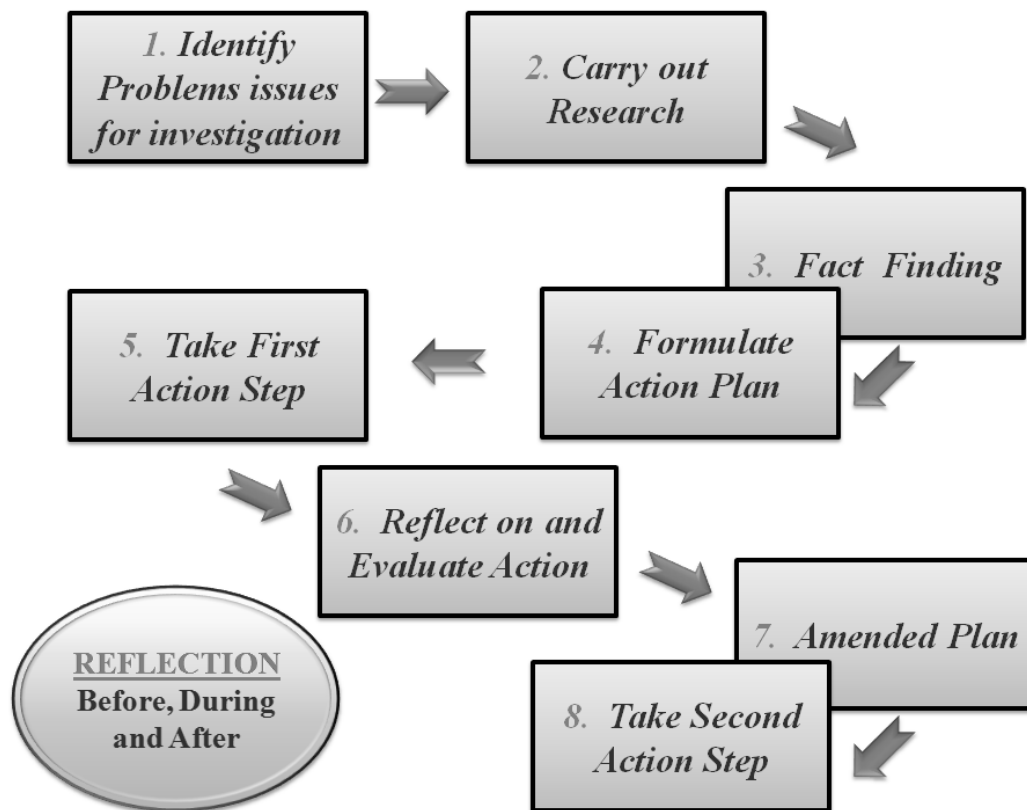 1. Identify
Problems issues
for investigation
2. Carry out
Research
3. Fact Finding
4. Formulate
Action Plan
5. Take First
Action Step
6. Reflect on and
Evaluate Action
7. Amended Plan
8. Take Second
Action Step
REFLECTION
Before, During
and After